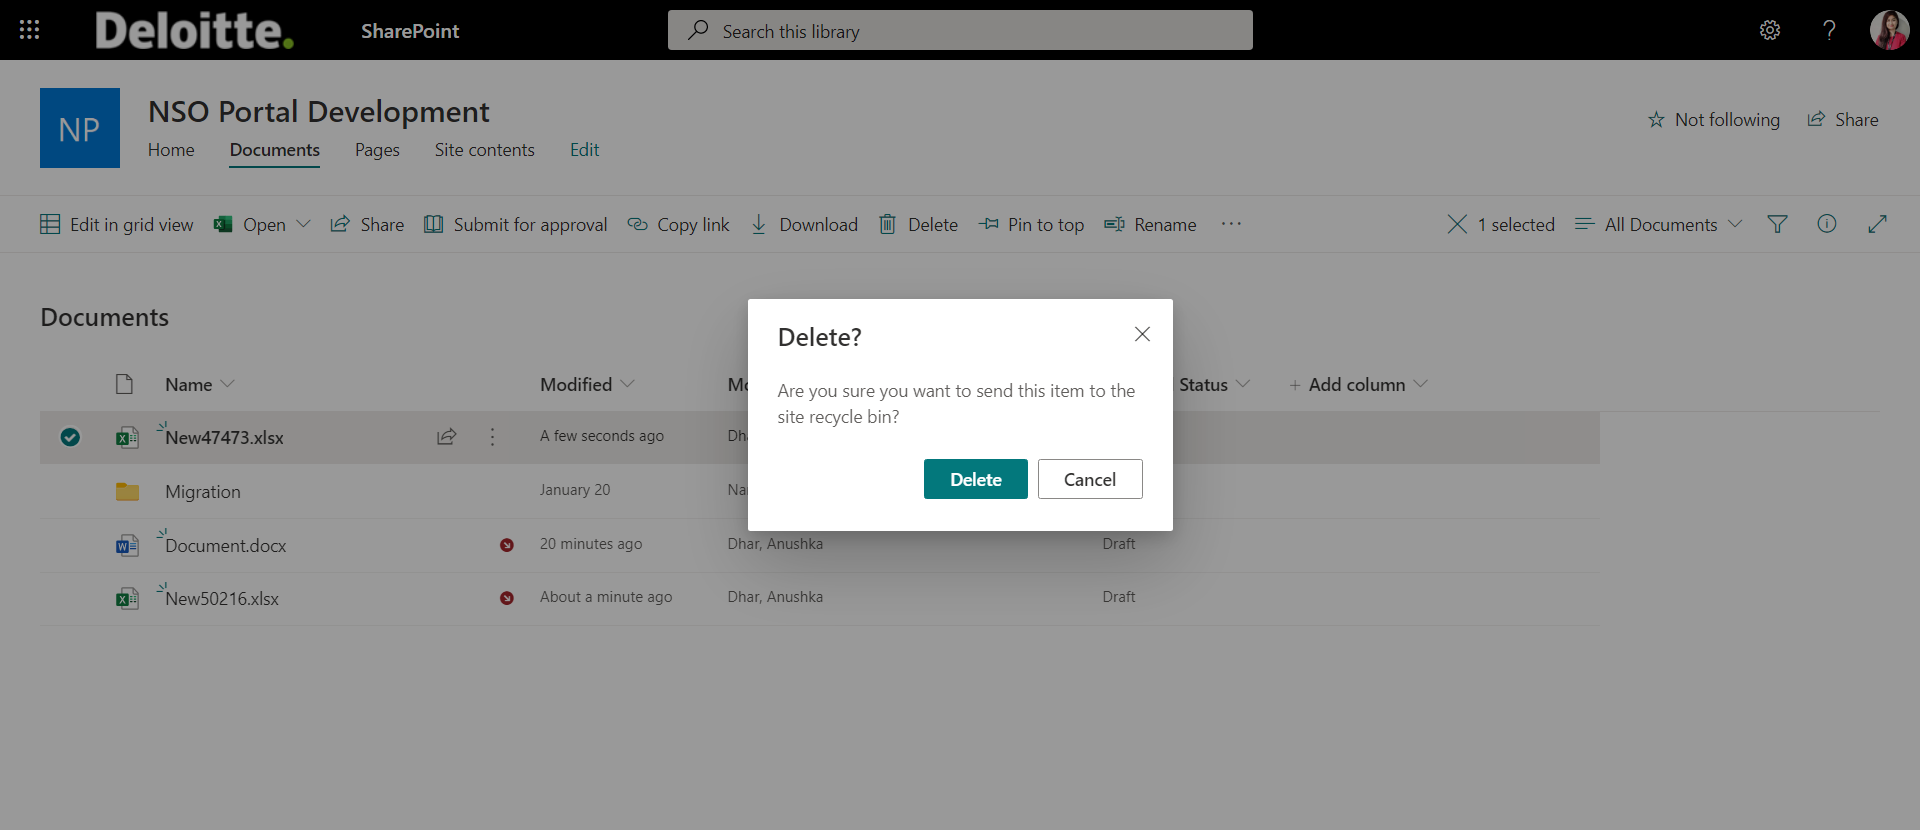 Deloitte.
SharePoint
Search this library
?
NP
NSO Portal Development
Not following
Share
Home
Documents
Pages
Site contents
Edit
Edit in grid view
Open
Share
Submit for approval
Copy link
Download
Delete
Pin to top
Rename
...
1 selected
All Documents
Documents
Delete?
Are you sure you want to send this item to the
site recycle bin?
Delete
Cancel
Name
Modified
Status
+ Add column
New47473.xlsx
A few seconds ago
Migration
January 20
Document.docx
20 minutes ago
Dhar, Anushka
Draft
New50216.xlsx
About a minute ago
Dhar, Anushka
Draft